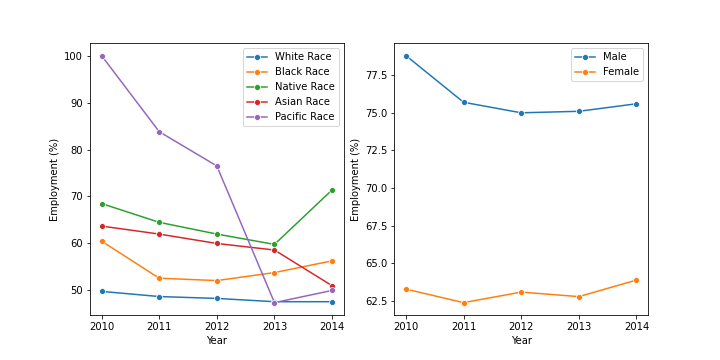 Employment (%)
100
90
80
70
60
50
2010 2011 2012 2013 2014
Year
White Race
Black Race
Native Race
Asian Race
Pacific Race
Employment (%)
77.5
75.0
72.5
70.0
67.5
65.0
62.5
2010 2011 2012 2013 2014
Year
Male
Female